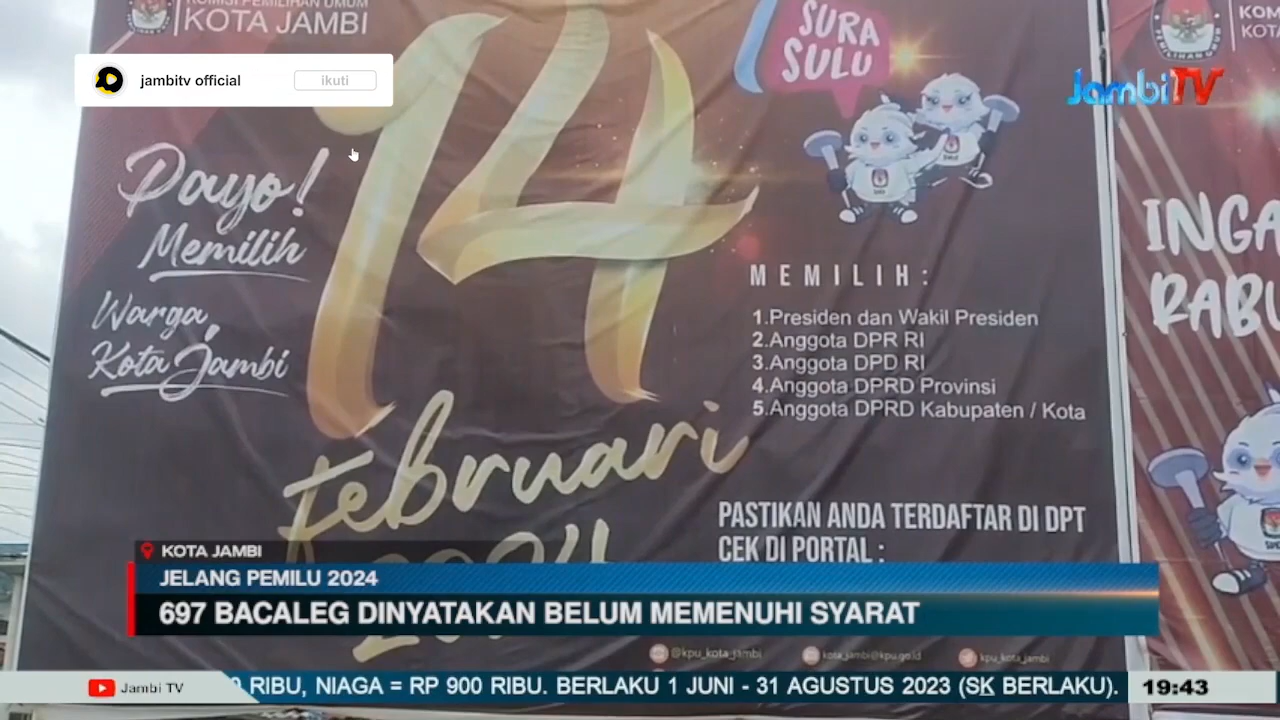 KOMISI PEMILIHAN UMUM
KOTA JAMBI
jambitv official
ikuti
14
Februari
Payo!
Memilih
Warga
Kota Jambi
SURA
SULU
JambiTV
MEMILIH:
1.Presiden dan Wakil Presiden
2.Anggota DPR RI
3.Anggota DPD RI
4.Anggota DPRD Provinsi
5.Anggota DPRD Kabupaten / Kota
PASTIKAN ANDA TERDAFTAR DI DPT
CEK DI PORTAL :
KOTA JAMBI
JELANG PEMILU 2024
697 BACALEG DINYATAKAN BELUM MEMENUHI SYARAT
@kpu_kota_jambi
kota_jambi@kpu.go.id
kpu_kota_jambi
Jambi TV
RIBU, NIAGA = RP 900 RIBU. BERLAKU 1 JUNI - 31 AGUSTUS 2023 (SK BERLAKU).
19:43